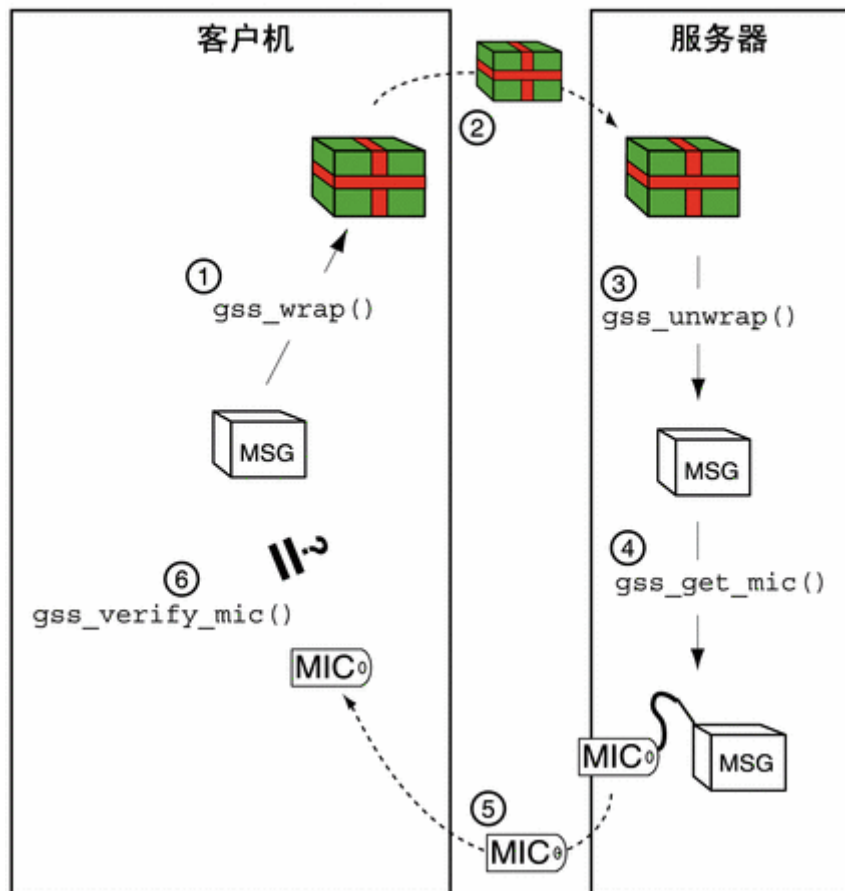 客户机
服务器
②
①
gss_wrap()
③
gss_unwrap()
MSG
MSG
④
gss_get_mic()
=?
⑥
gss_verify_mic()
MIC
MIC
MSG
⑤
MIC